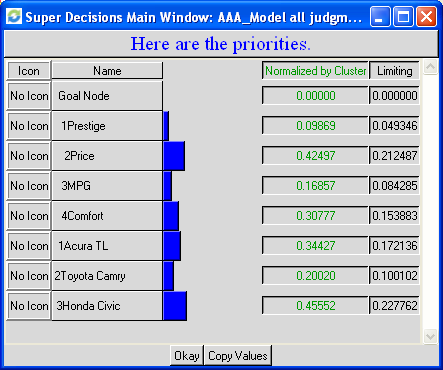 Super Decisions Main Window: AAA_Model all judgm...
Here are the priorities.
Icon Name Normalized by Cluster Limiting
No Icon Goal Node 0.00000 0.000000
No Icon 1Prestige 0.09869 0.049346
No Icon 2Price 0.42497 0.212487
No Icon 3MPG 0.16857 0.084285
No Icon 4Comfort 0.30777 0.153883
No Icon 1Acura TL 0.34427 0.172136
No Icon 2Toyota Camry 0.20020 0.100102
No Icon 3Honda Civic 0.45552 0.227762
Okay Copy Values